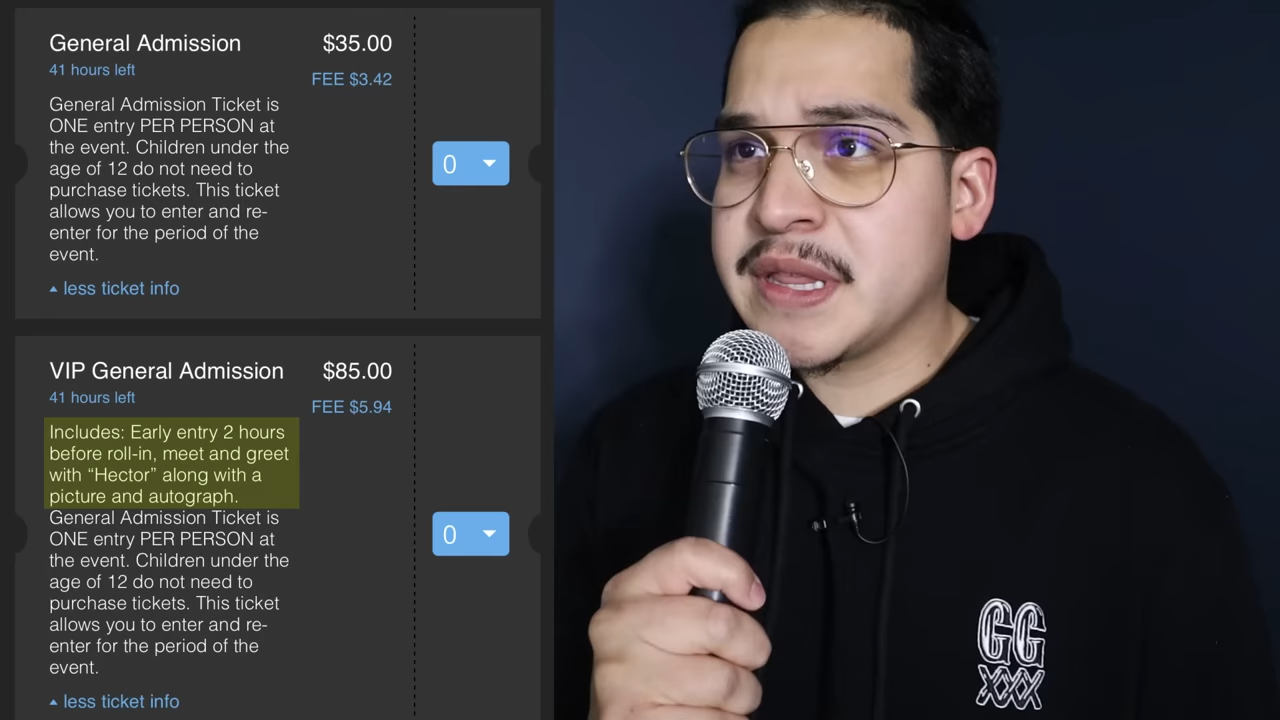 General Admission
$35.00
41 hours left
FEE $3.42
General Admission Ticket is
ONE entry PER PERSON at
the event. Children under the
age of 12 do not need to
purchase tickets. This ticket
allows you to enter and re-
enter for the period of the
event.
less ticket info
0
VIP General Admission
$85.00
41 hours left
FEE $5.94
Includes: Early entry 2 hours
before roll-in, meet and greet
with “Hector” along with a
picture and autograph.
General Admission Ticket is
ONE entry PER PERSON at
the event. Children under the
age of 12 do not need to
purchase tickets. This ticket
allows you to enter and re-
enter for the period of the
event.
less ticket info
0
GG
XXX